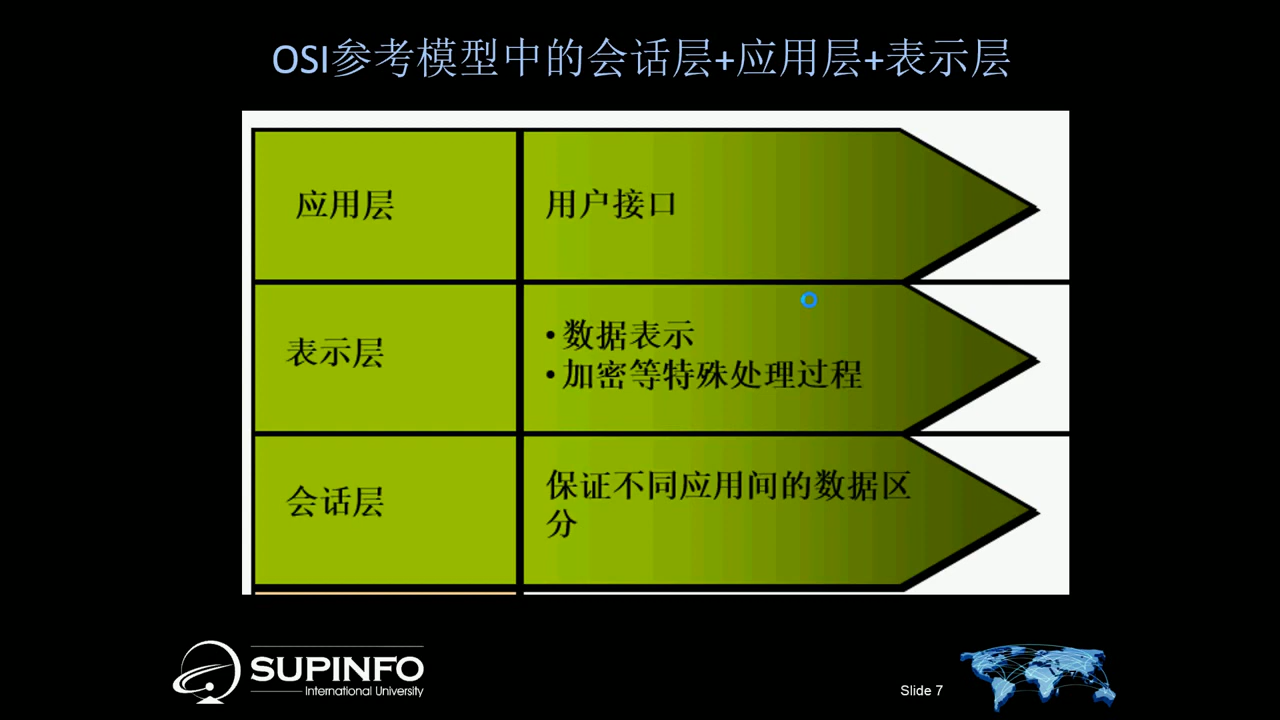 OSI参考模型中的会话层+应用层+表示层
应用层
用户接口
表示层
•数据表示
•加密等特殊处理过程
会话层
保证不同应用间的数据区
分
SUPINFO
International University
Slide 7